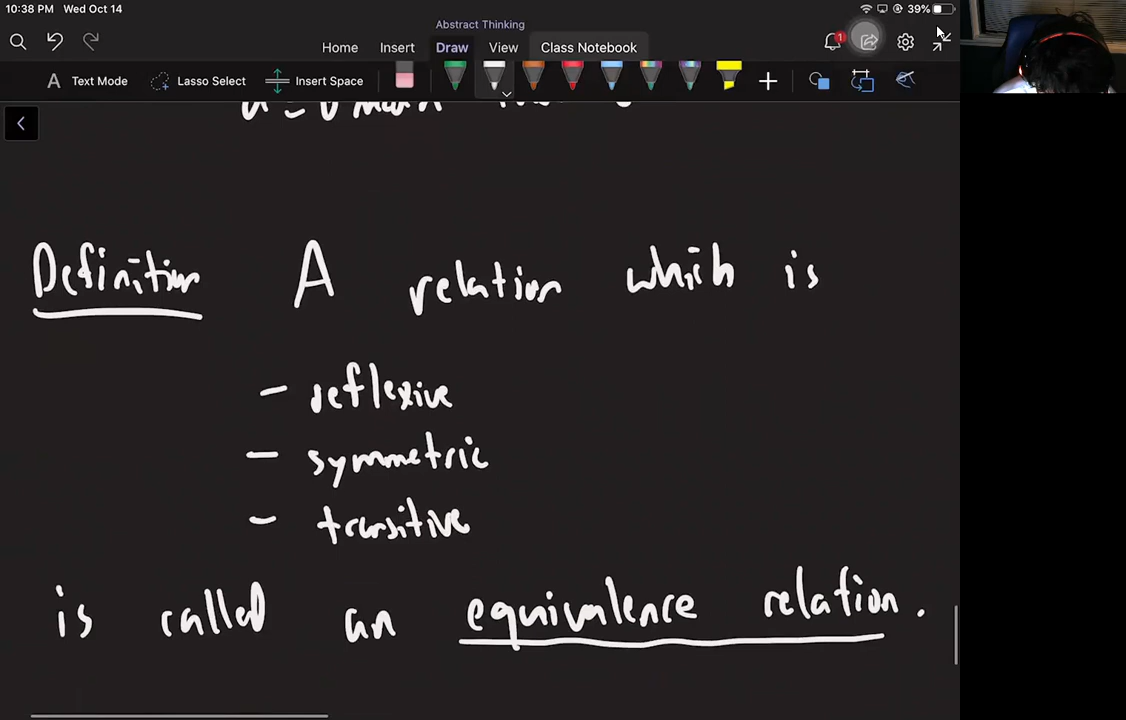 10:38 PM Wed Oct 14
39%
Abstract Thinking
Home Insert Draw View Class Notebook
1
A Text Mode Lasso Select Insert Space
Definition A relation which is
- reflexive
- symmetric
- transitive
is called an equivalence relation.